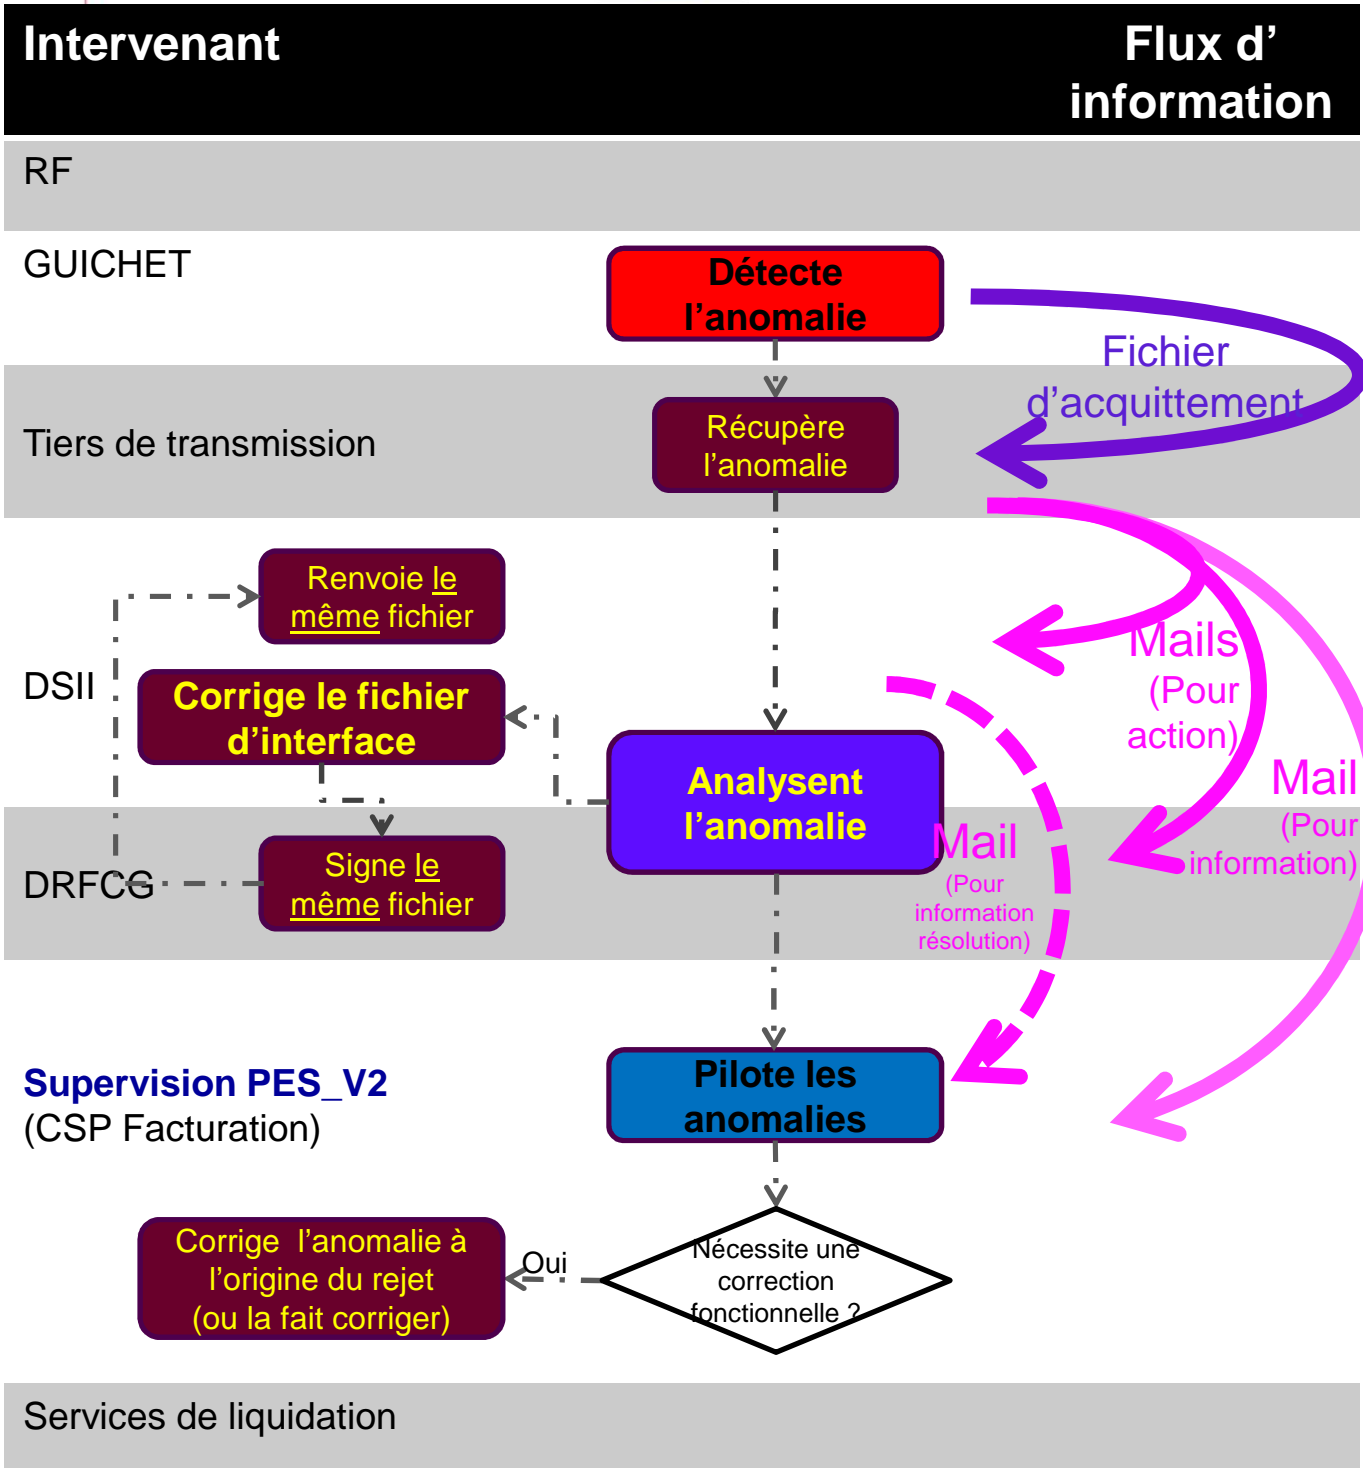 Intervenant
Flux d’
information
RF
GUICHET
Détecte
l’anomalie
Fichier
d’acquittement
Tiers de transmission
Récupère
l’anomalie
Renvoie le
même fichier
Mails
(Pour
action)
DSII
Corrige le fichier
d’interface
Analysent
l’anomalie
Mail
(Pour
information)
Mail
(Pour
information
résolution)
DRFCG
Signe le
même fichier
Supervision PES_V2
(CSP Facturation)
Pilote les
anomalies
Corrige l’anomalie à
l’origine du rejet
(ou la fait corriger)
Oui
Nécessite une
correction
fonctionnelle ?
Services de liquidation